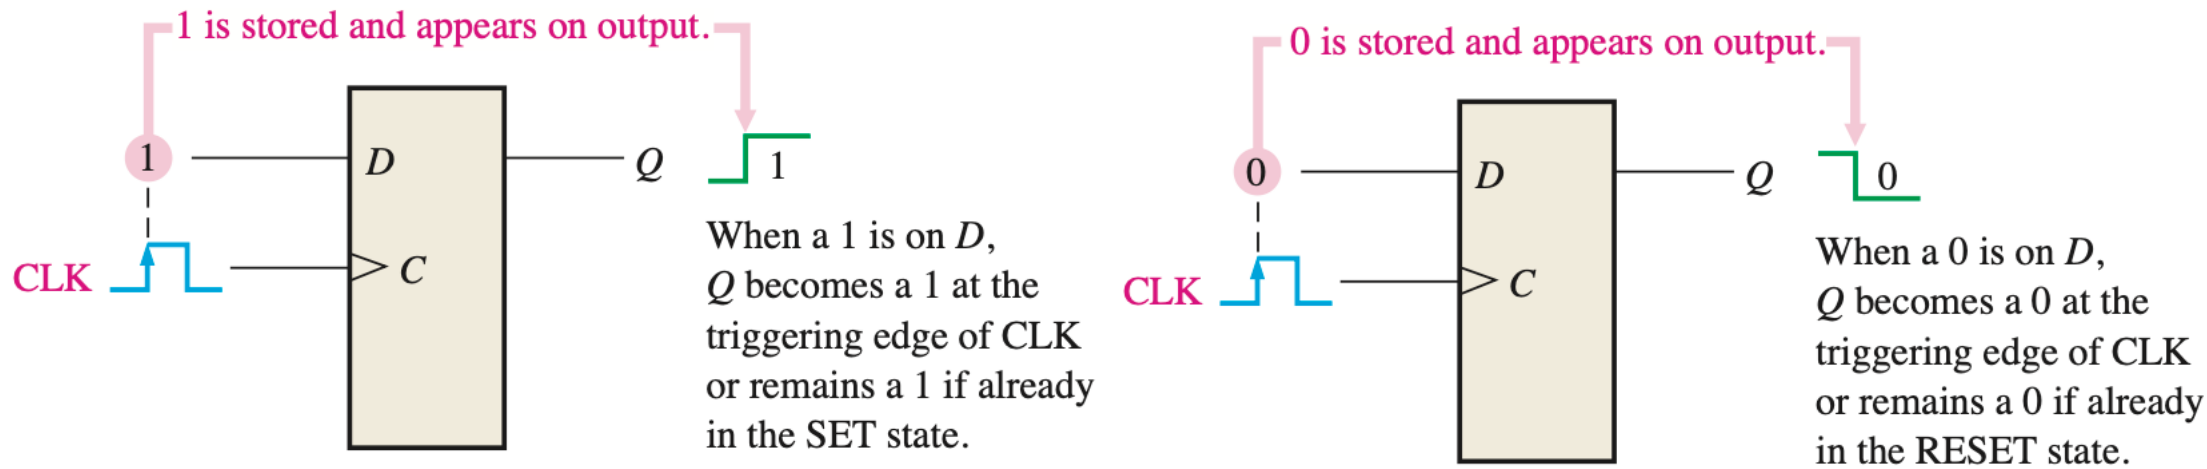 1 is stored and appears on output.
1
D
Q
1
CLK
C
When a 1 is on D,
Q becomes a 1 at the
triggering edge of CLK
or remains a 1 if already
in the SET state.
0 is stored and appears on output.
0
D
Q
0
CLK
C
When a 0 is on D,
Q becomes a 0 at the
triggering edge of CLK
or remains a 0 if already
in the RESET state.